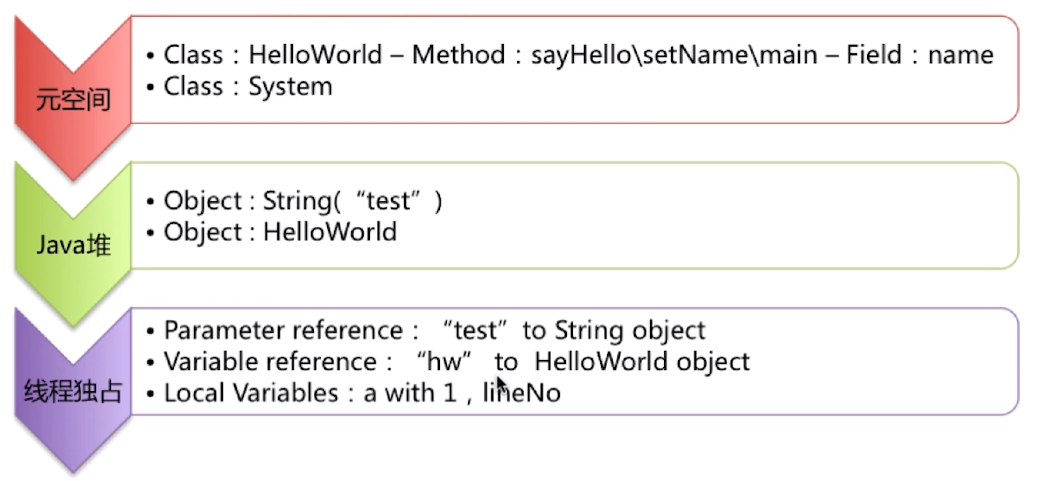 元空间
• Class：HelloWorld – Method：sayHello\setName\main – Field：name
• Class：System
Java堆
• Object : String(“test”)
• Object : HelloWorld
线程独占
• Parameter reference：“test” to String object
• Variable reference：“hw” to HelloWorld object
• Local Variables：a with 1，lineNo